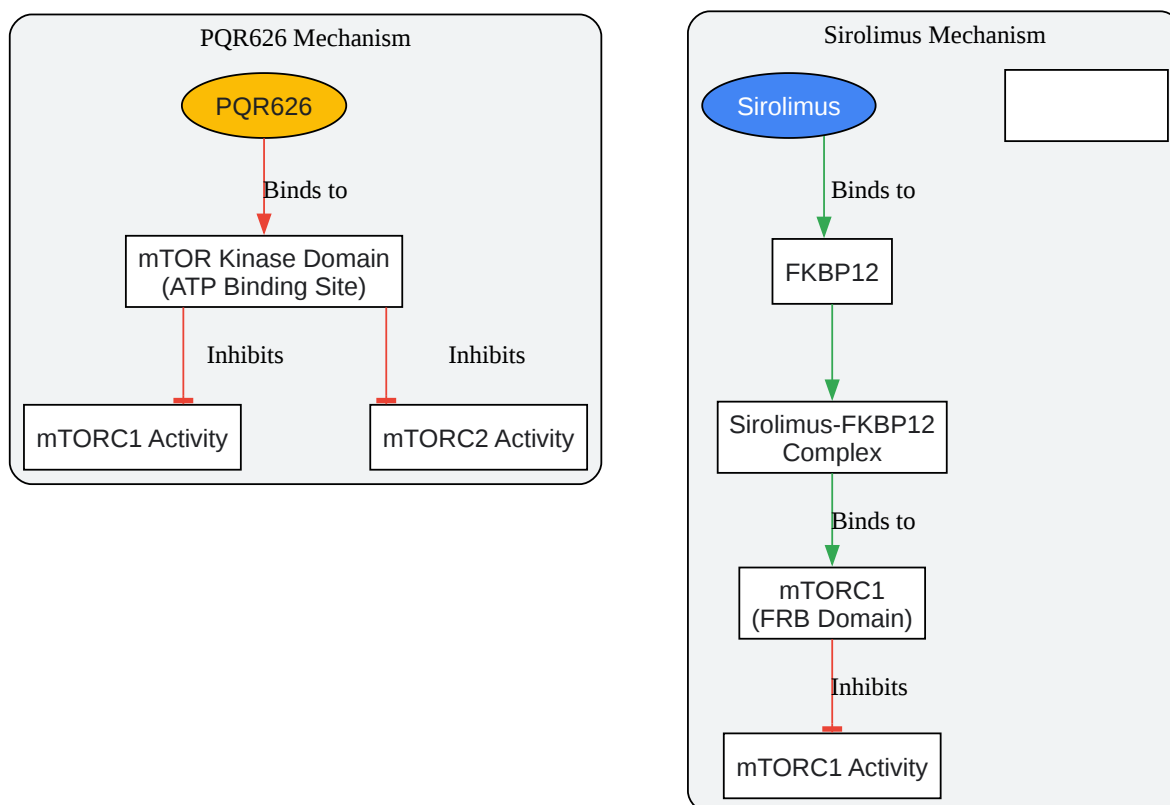 PQR626 Mechanism
PQR626
Binds to
mTOR Kinase Domain
(ATP Binding Site)
Inhibits
Inhibits
mTORC1 Activity
mTORC2 Activity
Sirolimus Mechanism
Sirolimus
Binds to
FKBP12
Sirolimus-FKBP12
Complex
Binds to
mTORC1
(FRB Domain)
Inhibits
mTORC1 Activity